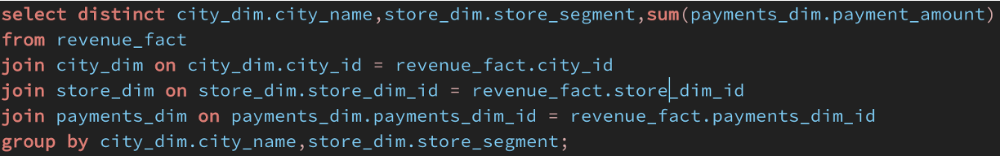 select distinct city_dim.city_name,store_dim.store_segment,sum(payments_dim.payment_amount)
from revenue_fact
join city_dim on city_dim.city_id = revenue_fact.city_id
join store_dim on store_dim.store_dim_id = revenue_fact.store_dim_id
join payments_dim on payments_dim.payments_dim_id = revenue_fact.payments_dim_id
group by city_dim.city_name,store_dim.store_segment;